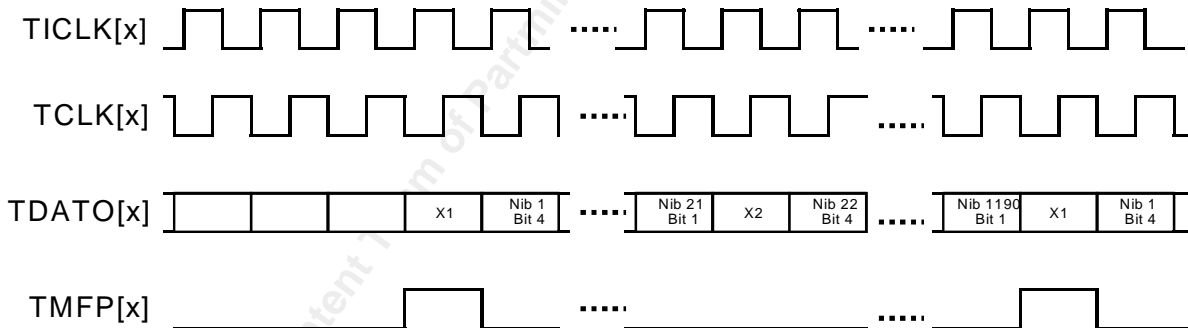 TICLK[x]
TCLK[x]
TDATO[x]
X1
Nib 1
Bit 4
Nib 21
Bit 1
X2
Nib 22
Bit 4
Nib 1190
Bit 1
X1
Nib 1
Bit 4
TMFP[x]